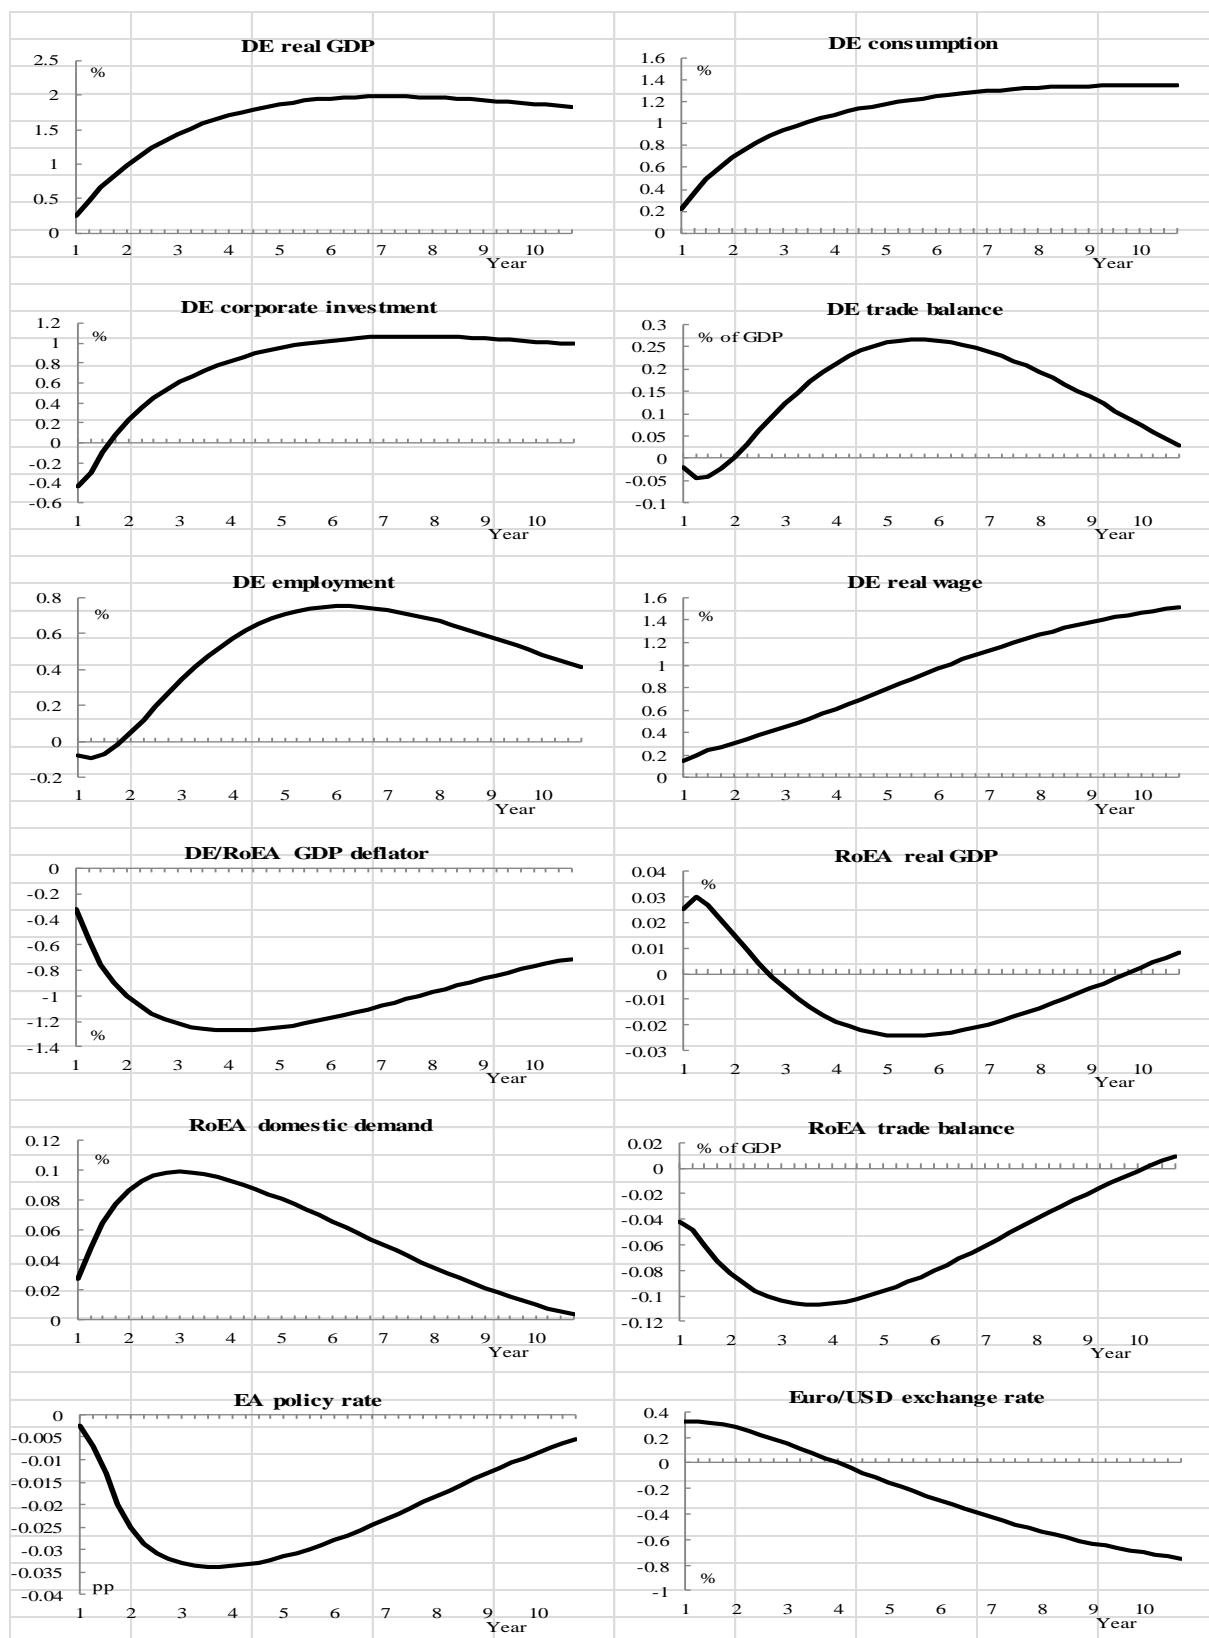 DE real GDP
%
2.5
2
1.5
1
0.5
0
1 2 3 4 5 6 7 8 9 10
Year
DE consumption
%
1.6
1.4
1.2
1
0.8
0.6
0.4
0.2
0
1 2 3 4 5 6 7 8 9 10
Year
DE corporate investment
%
1.2
1
0.8
0.6
0.4
0.2
0
-0.2
-0.4
-0.6
1 2 3 4 5 6 7 8 9 10
Year
DE trade balance
% of GDP
0.3
0.25
0.2
0.15
0.1
0.05
0
-0.05
-0.1
1 2 3 4 5 6 7 8 9 10
Year
DE employment
%
0.8
0.6
0.4
0.2
0
-0.2
1 2 3 4 5 6 7 8 9 10
Year
DE real wage
%
1.6
1.4
1.2
1
0.8
0.6
0.4
0.2
0
1 2 3 4 5 6 7 8 9 10
Year
DE/RoEA GDP deflator
0
-0.2
-0.4
-0.6
-0.8
-1
-1.2
-1.4
%
1 2 3 4 5 6 7 8 9 10
Year
RoEA real GDP
%
0.04
0.03
0.02
0.01
0
-0.01
-0.02
-0.03
1 2 3 4 5 6 7 8 9 10
Year
RoEA domestic demand
%
0.12
0.1
0.08
0.06
0.04
0.02
0
1 2 3 4 5 6 7 8 9 10
Year
RoEA trade balance
% of GDP
0.02
0
-0.02
-0.04
-0.06
-0.08
-0.1
-0.12
1 2 3 4 5 6 7 8 9 10
Year
EA policy rate
0
-0.005
-0.01
-0.015
-0.02
-0.025
-0.03
-0.035
-0.04
pp
1 2 3 4 5 6 7 8 9 10
Year
Euro/USD exchange rate
0.4
0.2
0
-0.2
-0.4
-0.6
-0.8
-1
%
1 2 3 4 5 6 7 8 9 10
Year